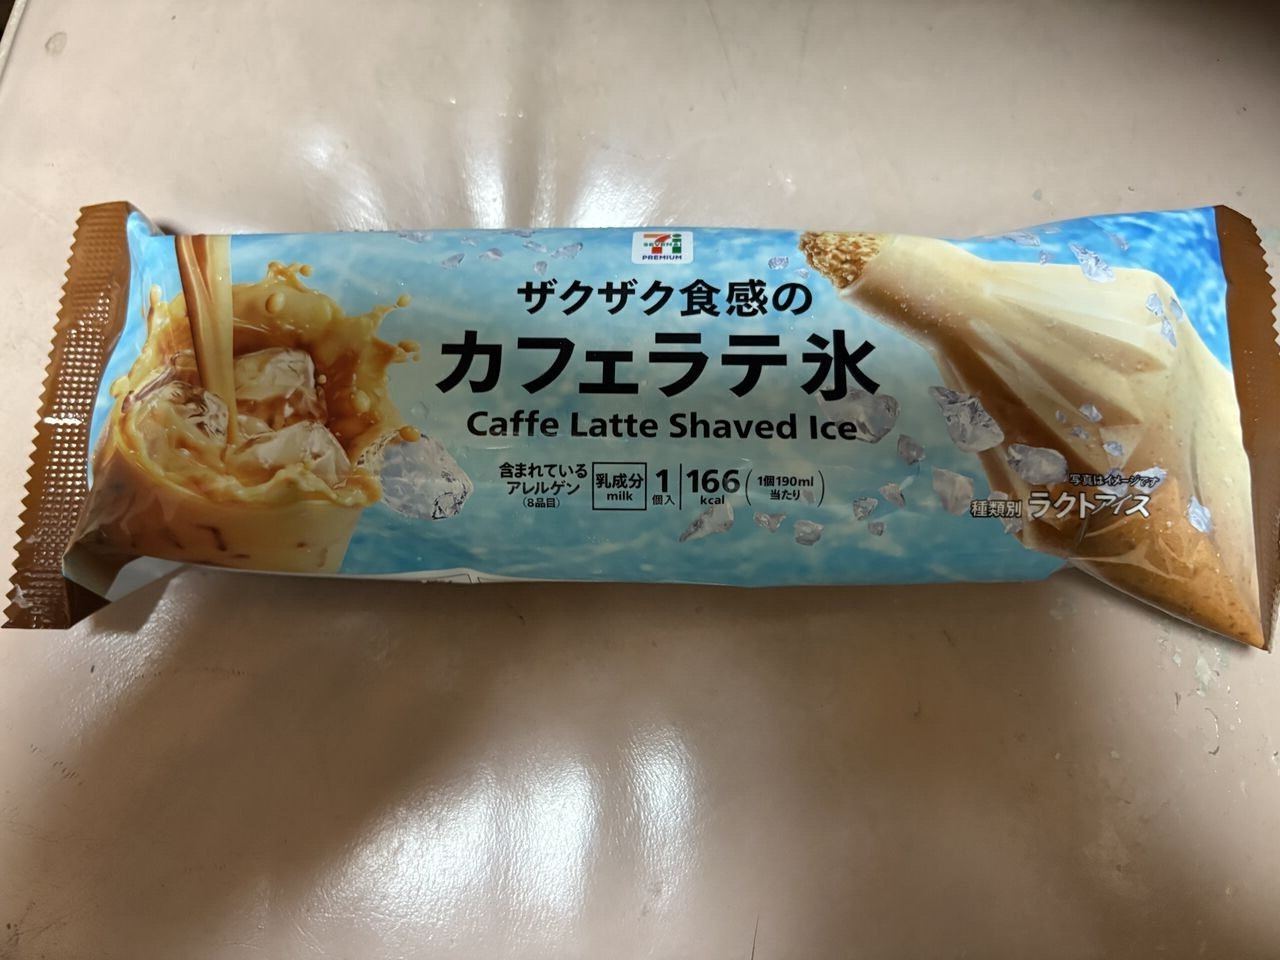 SEVEN&i
PREMIUM
ザクザク食感の
カフェラテ氷
Caffe Latte Shaved Ice
含まれている
アレルゲン
(8品目)
乳成分
milk
1
個入
166
kcal
(1個190ml
当たり)
写真はイメージです
種類別 ラクトアイス